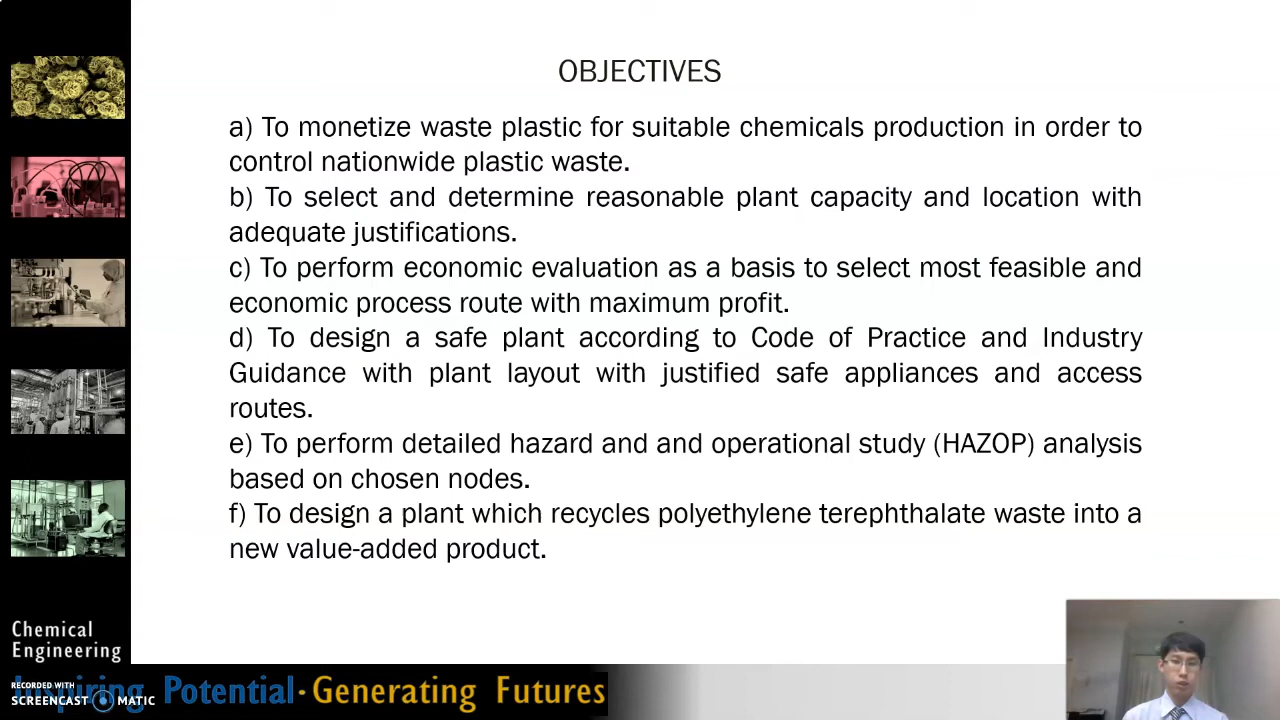 OBJECTIVES
a) To monetize waste plastic for suitable chemicals production in order to
control nationwide plastic waste.
b) To select and determine reasonable plant capacity and location with
adequate justifications.
c) To perform economic evaluation as a basis to select most feasible and
economic process route with maximum profit.
d) To design a safe plant according to Code of Practice and Industry
Guidance with plant layout with justified safe appliances and access
routes.
e) To perform detailed hazard and and operational study (HAZOP) analysis
based on chosen nodes.
f) To design a plant which recycles polyethylene terephthalate waste into a
new value-added product.
Chemical
Engineering
Inspiring Potential · Generating Futures
RECORDED WITH
SCREENCAST MATIC